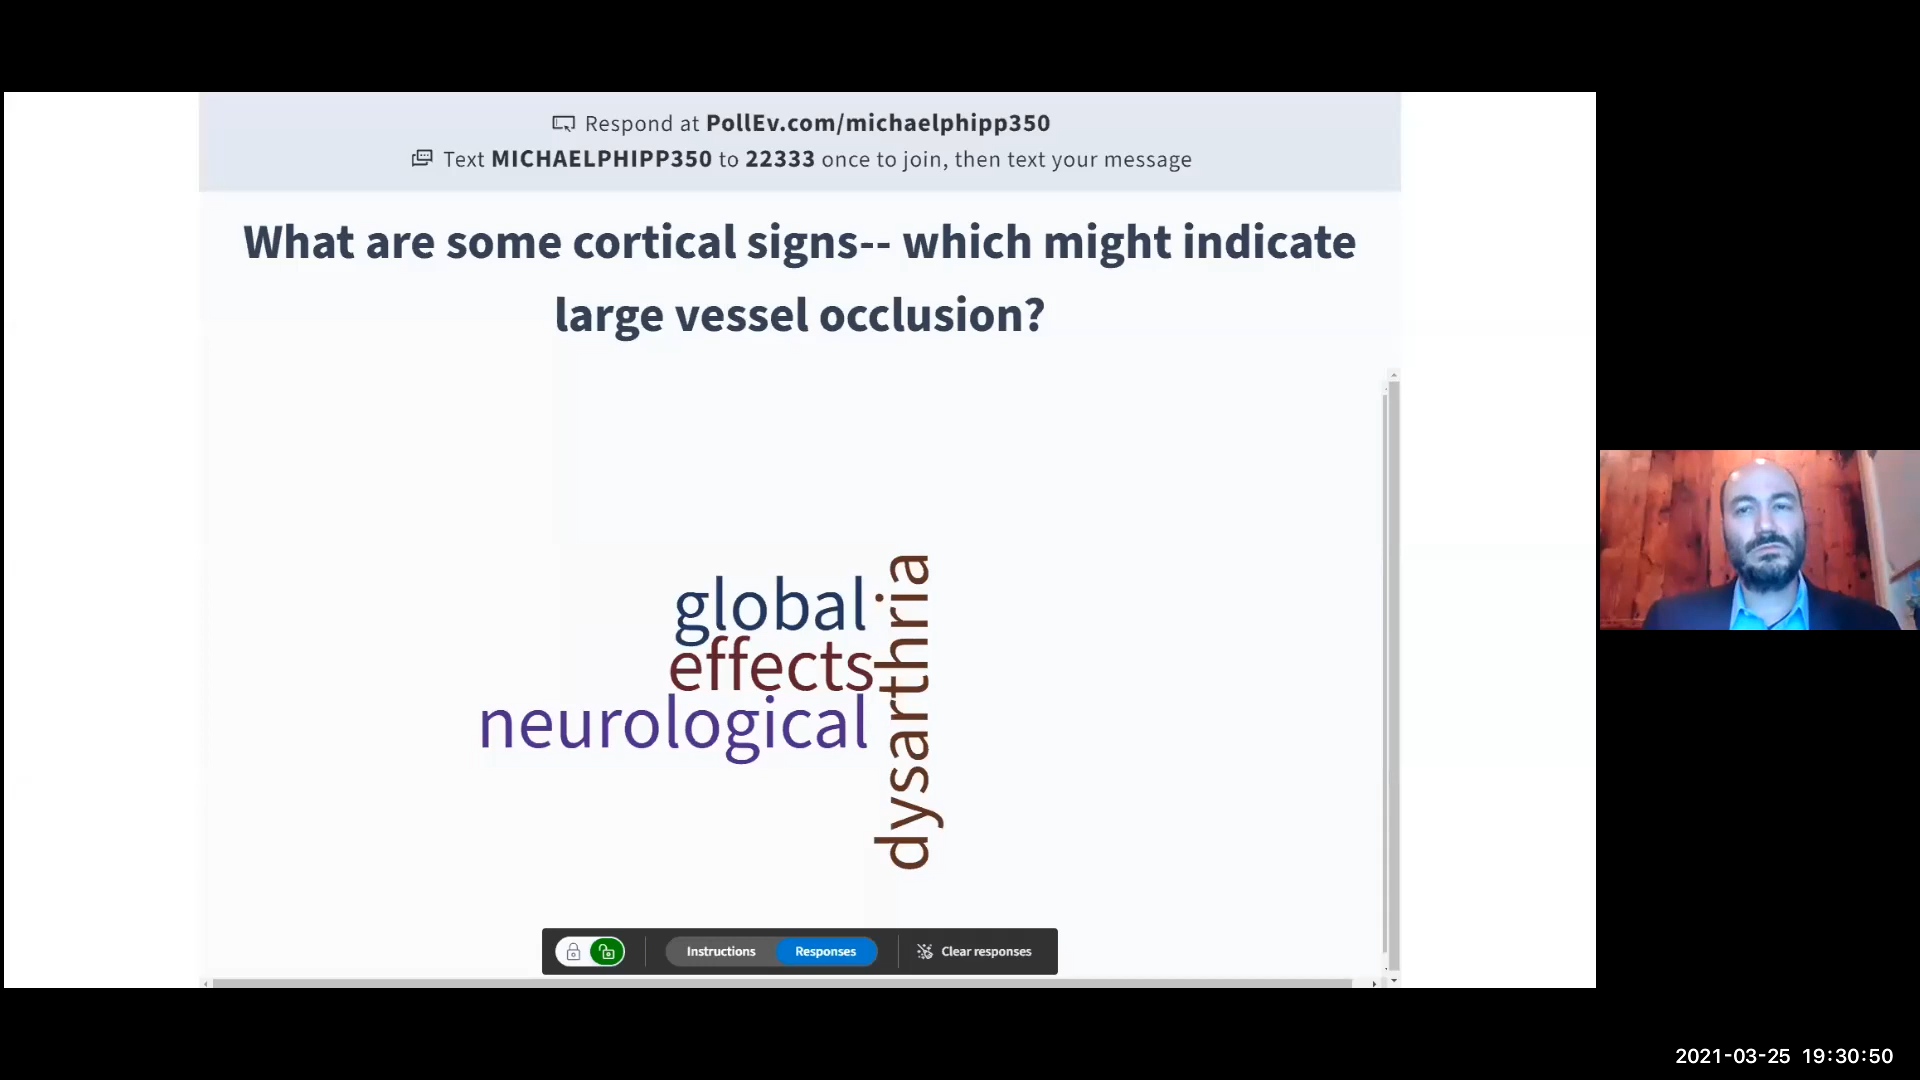 Respond at PollEv.com/michaelphipp350
Text MICHAELPHIPP350 to 22333 once to join, then text your message
What are some cortical signs-- which might indicate
large vessel occlusion?
global
effects
neurological
dysarthria
Instructions
Responses
Clear responses
2021-03-25 19:30:50